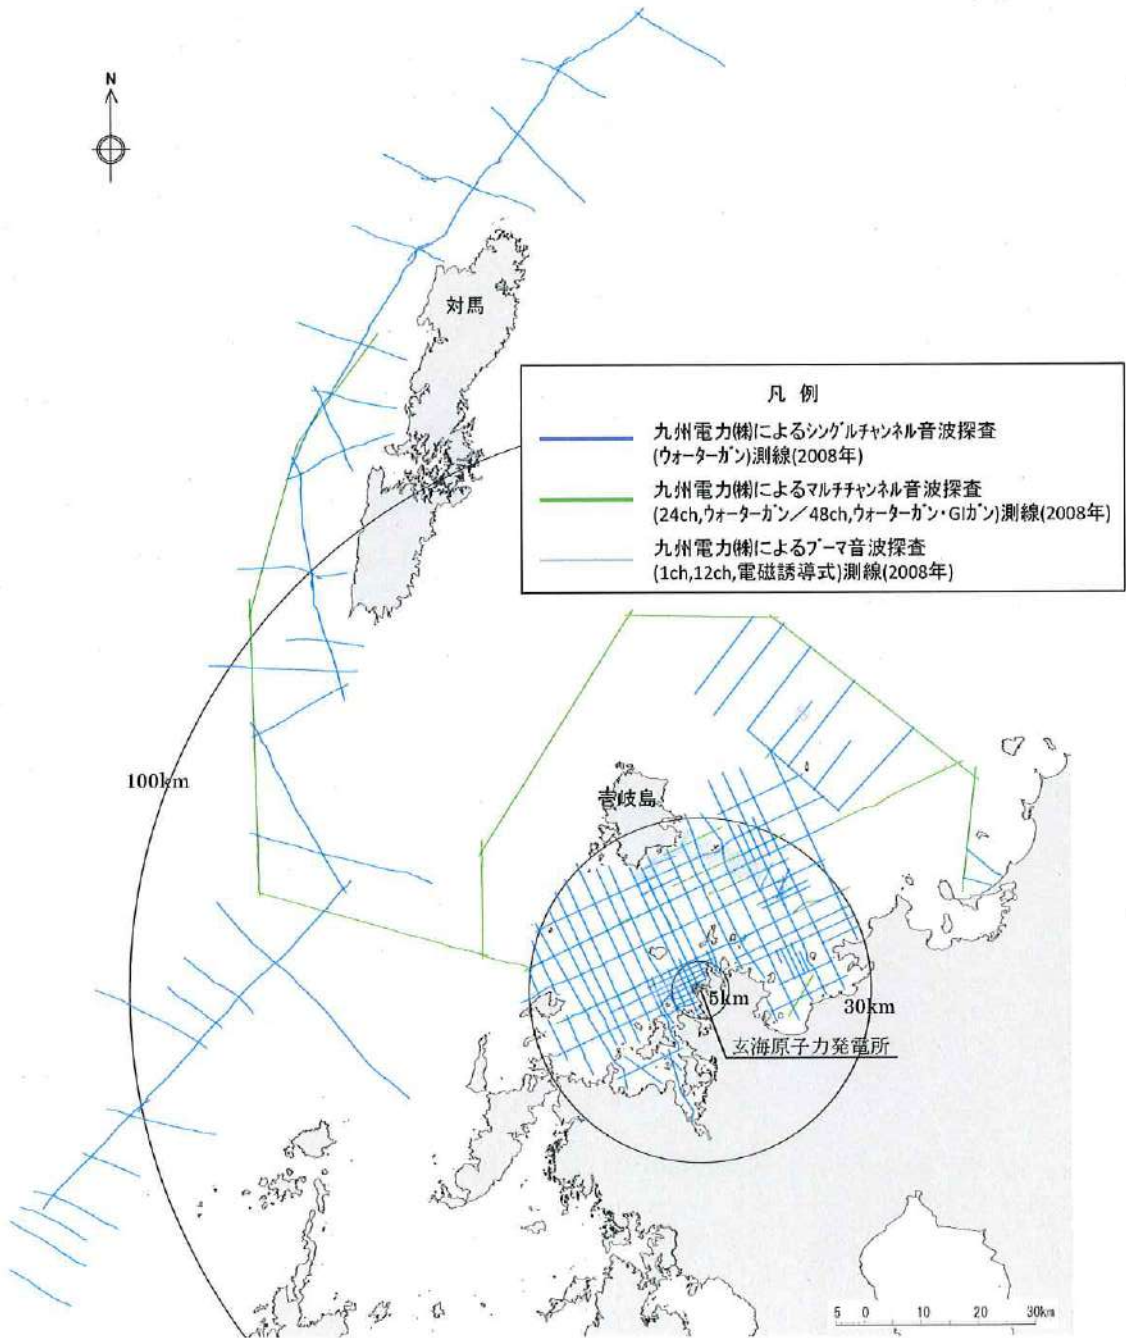 N
対馬
凡 例
九州電力㈱によるシングルチャンネル音波探査
(ウォーターガン)測線(2008年)
九州電力㈱によるマルチチャンネル音波探査
(24ch,ウォーターガン／48ch,ウォーターガン・GIガン)測線(2008年)
九州電力㈱によるブーマ音波探査
(1ch,12ch,電磁誘導式)測線(2008年)
100km
壱岐島
5km
30km
玄海原子力発電所
5 0 10 20 30km